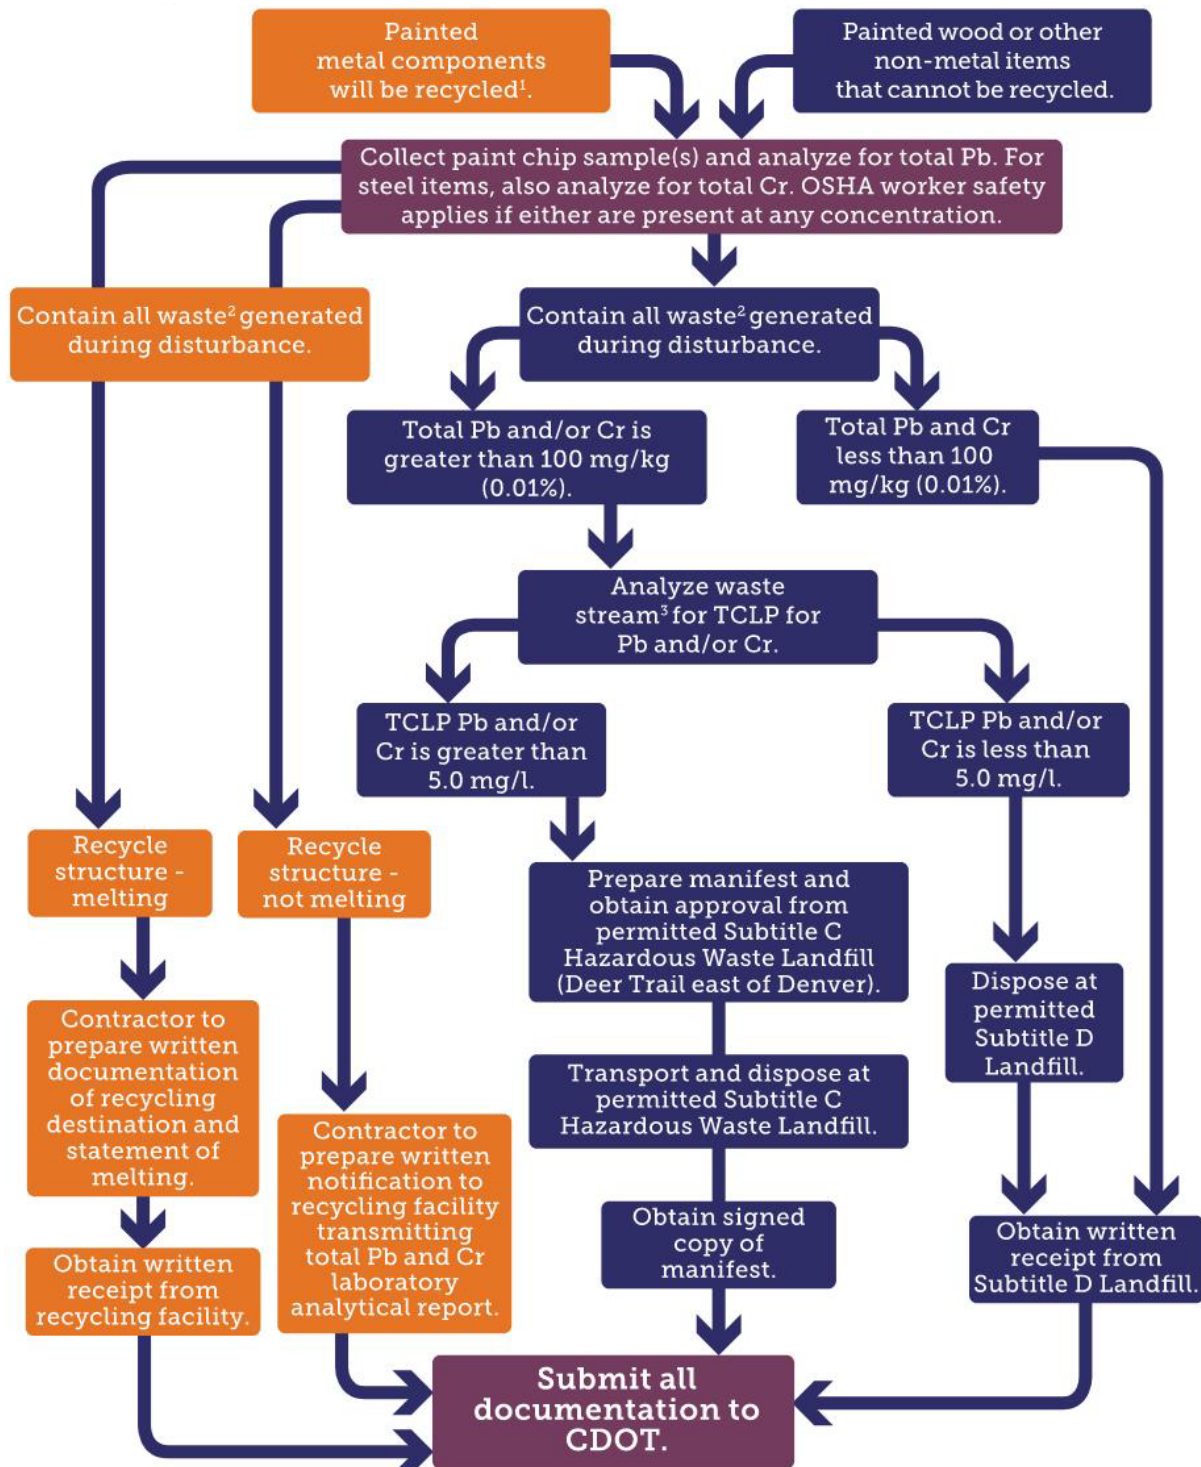 Painted
metal components
will be recycled¹.
Painted wood or other
non-metal items
that cannot be recycled.
Collect paint chip sample(s) and analyze for total Pb. For
steel items, also analyze for total Cr. OSHA worker safety
applies if either are present at any concentration.
Contain all waste² generated
during disturbance.
Contain all waste² generated
during disturbance.
Total Pb and/or Cr is
greater than 100 mg/kg
(0.01%).
Total Pb and Cr
less than 100
mg/kg (0.01%).
Analyze waste
stream³ for TCLP for
Pb and/or Cr.
TCLP Pb and/or
Cr is greater than
5.0 mg/l.
TCLP Pb and/or
Cr is less than
5.0 mg/l.
Recycle
structure -
melting
Recycle
structure -
not melting
Prepare manifest and
obtain approval from
permitted Subtitle C
Hazardous Waste Landfill
(Deer Trail east of Denver).
Dispose at
permitted
Subtitle D
Landfill.
Contractor to
prepare written
documentation
of recycling
destination and
statement of
melting.
Transport and dispose at
permitted Subtitle C
Hazardous Waste Landfill.
Contractor to
prepare written
notification to
recycling facility
transmitting
total Pb and Cr
laboratory
analytical report.
Obtain signed
copy of
manifest.
Obtain written
receipt from
Subtitle D Landfill.
Obtain written
receipt from
recycling facility.
Submit all
documentation to
CDOT.